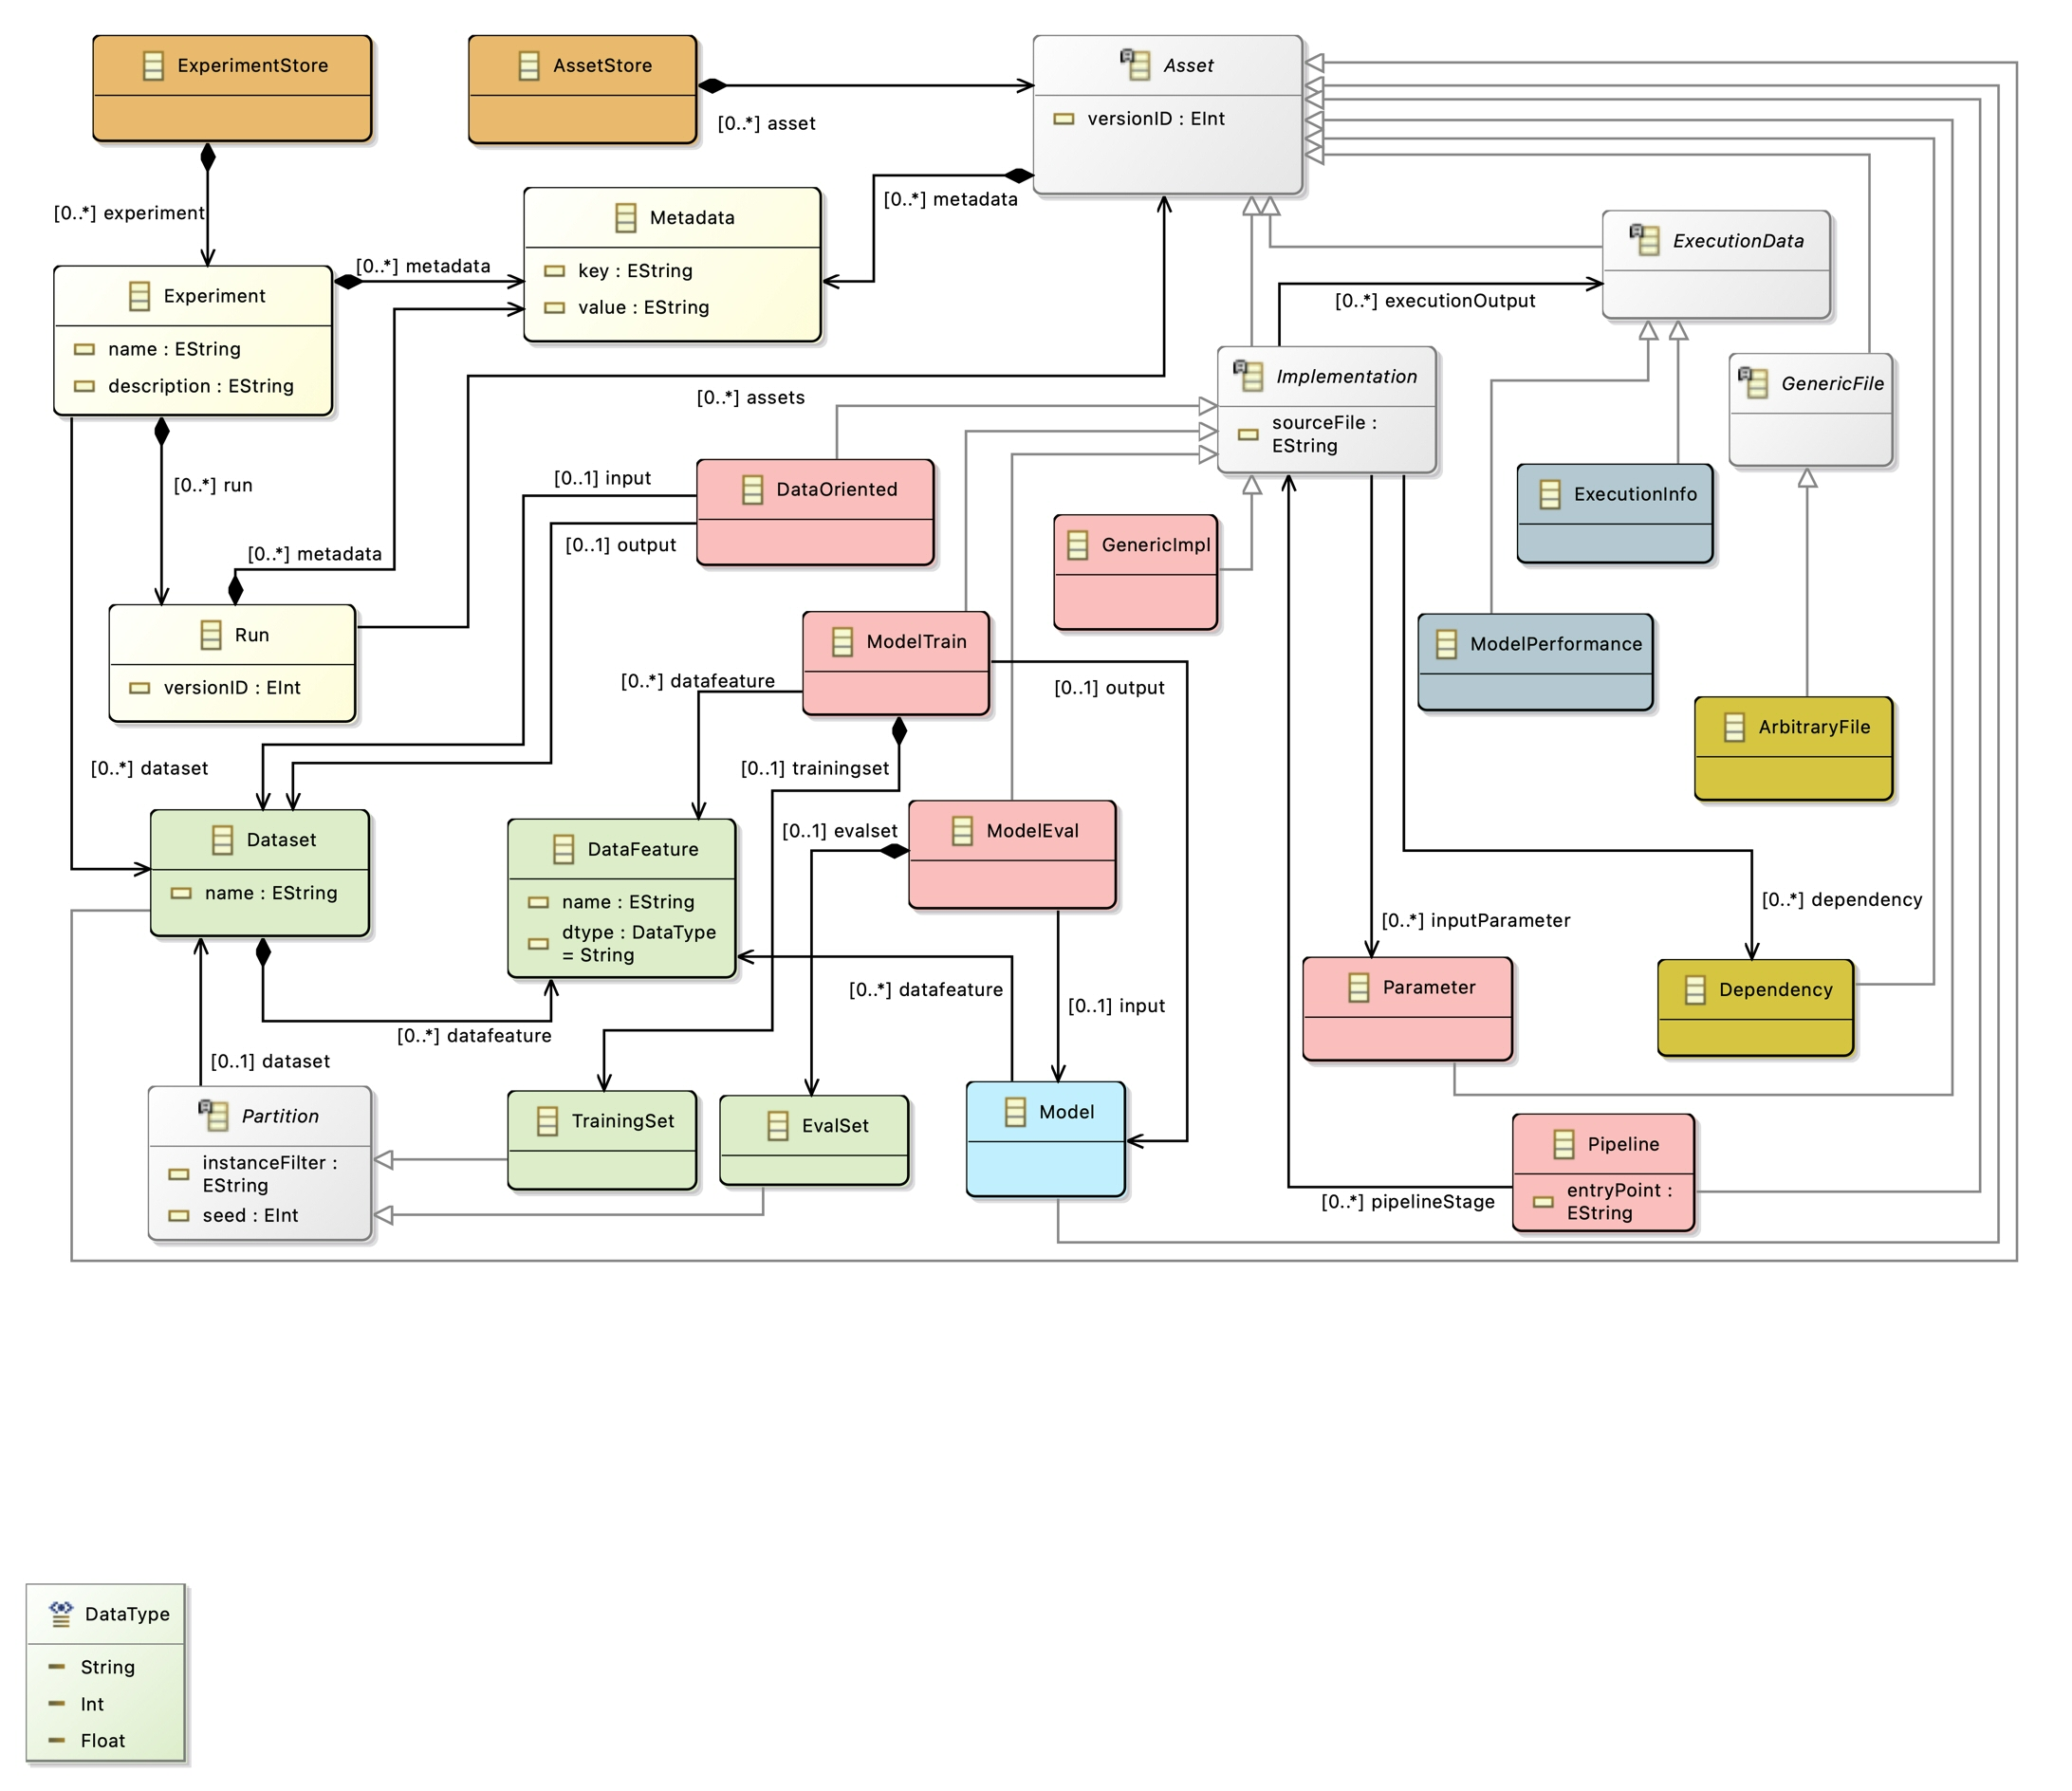 ExperimentStore
AssetStore
Asset
versionID : EInt
[0..*] asset
[0..*] metadata
[0..*] experiment
Metadata
key : EString
value : EString
ExecutionData
[0..*] metadata
Experiment
name : EString
description : EString
[0..*] executionOutput
Implementation
sourceFile :
EString
GenericFile
[0..*] assets
[0..*] run
[0..1] input
DataOriented
[0..1] output
GenericImpl
ExecutionInfo
[0..*] metadata
Run
versionID : EInt
ModelTrain
ModelPerformance
[0..*] datafeature
[0..1] output
ArbitraryFile
[0..*] dataset
[0..1] trainingset
Dataset
name : EString
DataFeature
name : EString
dtype : DataType
= String
[0..1] evalset
ModelEval
[0..*] inputParameter
[0..*] dependency
[0..*] datafeature
[0..1] input
Parameter
Dependency
[0..*] datafeature
[0..1] dataset
Partition
instanceFilter :
EString
seed : EInt
TrainingSet
EvalSet
Model
Pipeline
entryPoint :
EString
[0..*] pipelineStage
DataType
String
Int
Float